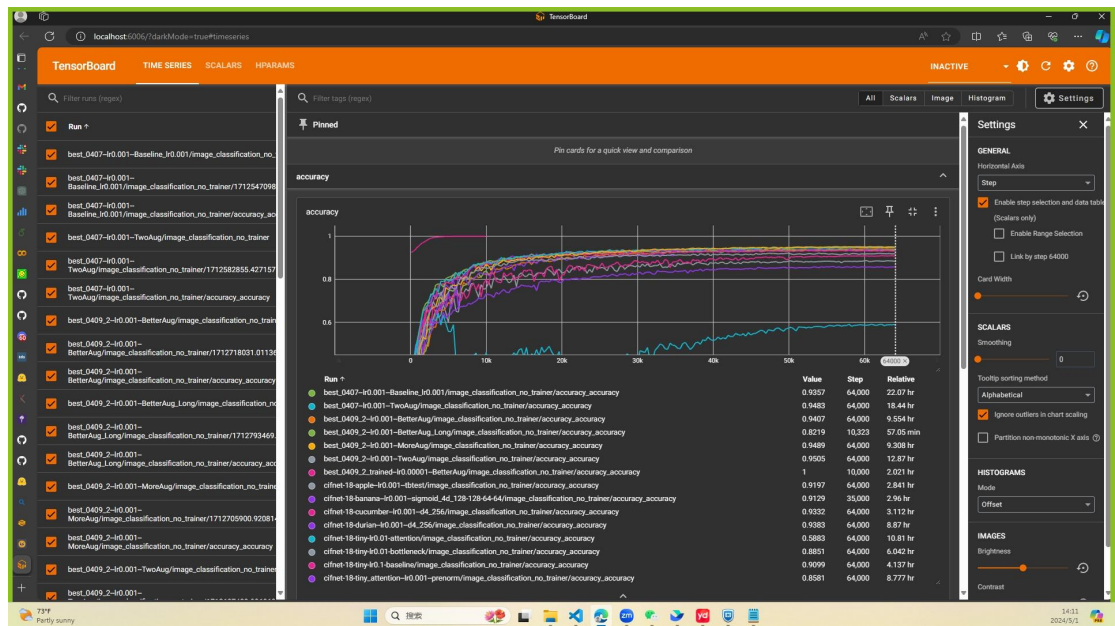 TensorBoard
localhost:6006/?darkMode=true#timeseries
TensorBoard TIME SERIES SCALARS HPARAMS INACTIVE
Filter runs (regex)
Filter tags (regex)
All Scalars Image Histogram
Settings
Run ↑
best_0407–lr0.001–Baseline_lr0.001/image_classification_no_
best_0407–lr0.001–
Baseline_lr0.001/image_classification_no_trainer/1712547098
best_0407–lr0.001–
Baseline_lr0.001/image_classification_no_trainer/accuracy_ac
best_0407–lr0.001–TwoAug/image_classification_no_trainer
best_0407–lr0.001–
TwoAug/image_classification_no_trainer/1712582855.427157
best_0407–lr0.001–
TwoAug/image_classification_no_trainer/accuracy_accuracy
best_0409_2–lr0.001–BetterAug/image_classification_no_train
best_0409_2–lr0.001–
BetterAug/image_classification_no_trainer/1712718031.01136
best_0409_2–lr0.001–
BetterAug/image_classification_no_trainer/accuracy_accuracy
best_0409_2–lr0.001–BetterAug_Long/image_classification_no
best_0409_2–lr0.001–
BetterAug_Long/image_classification_no_trainer/1712793469.
best_0409_2–lr0.001–
BetterAug_Long/image_classification_no_trainer/accuracy_acc
best_0409_2–lr0.001–MoreAug/image_classification_no_traine
best_0409_2–lr0.001–
MoreAug/image_classification_no_trainer/1712705900.92081
best_0409_2–lr0.001–
MoreAug/image_classification_no_trainer/accuracy_accuracy
best_0409_2–lr0.001–TwoAug/image_classification_no_trainer
best_0409_2–lr0.001–
Pinned
Pin cards for a quick view and comparison
accuracy
accuracy
1
0.8
0.6
0 10k 20k 30k 40k 50k 60k 64000 ×
Run ↑ Value Step Relative
best_0407–lr0.001–Baseline_lr0.001/image_classification_no_trainer/accuracy_accuracy 0.9357 64,000 22.07 hr
best_0407–lr0.001–TwoAug/image_classification_no_trainer/accuracy_accuracy 0.9483 64,000 18.44 hr
best_0409_2–lr0.001–BetterAug/image_classification_no_trainer/accuracy_accuracy 0.9407 64,000 9.554 hr
best_0409_2–lr0.001–BetterAug_Long/image_classification_no_trainer/accuracy_accuracy 0.8219 10,323 57.05 min
best_0409_2–lr0.001–MoreAug/image_classification_no_trainer/accuracy_accuracy 0.9489 64,000 9.308 hr
best_0409_2–lr0.001–TwoAug/image_classification_no_trainer/accuracy_accuracy 0.9505 64,000 12.87 hr
best_0409_2_trained–lr0.00001–BetterAug/image_classification_no_trainer/accuracy_accuracy 1 10,000 2.021 hr
cifnet-18-apple–lr0.001–tbtest/image_classification_no_trainer/accuracy_accuracy 0.9197 64,000 2.841 hr
cifnet-18-banana–lr0.001–sigmoid_4d_128-128-64-64/image_classification_no_trainer/accuracy_accuracy 0.9129 35,000 2.96 hr
cifnet-18-cucumber–lr0.001–d4_256/image_classification_no_trainer/accuracy_accuracy 0.9332 64,000 3.112 hr
cifnet-18-durian–lr0.001–d4_256/image_classification_no_trainer/accuracy_accuracy 0.9383 64,000 8.87 hr
cifnet-18-tiny–lr0.01-attention/image_classification_no_trainer/accuracy_accuracy 0.5883 64,000 10.81 hr
cifnet-18-tiny–lr0.01-bottleneck/image_classification_no_trainer/accuracy_accuracy 0.8851 64,000 6.042 hr
cifnet-18-tiny–lr0.1-baseline/image_classification_no_trainer/accuracy_accuracy 0.9099 64,000 4.137 hr
cifnet-18-tiny_attention–lr0.001–prenorm/image_classification_no_trainer/accuracy_accuracy 0.8581 64,000 8.777 hr
Settings
GENERAL
Horizontal Axis
Step
Enable step selection and data table
(Scalars only)
Enable Range Selection
Link by step 64000
Card Width
SCALARS
Smoothing
0
Tooltip sorting method
Alphabetical
Ignore outliers in chart scaling
Partition non-monotonic X axis
HISTOGRAMS
Mode
Offset
IMAGES
Brightness
Contrast
73°F
Partly sunny
搜索
14:11
2024/5/1